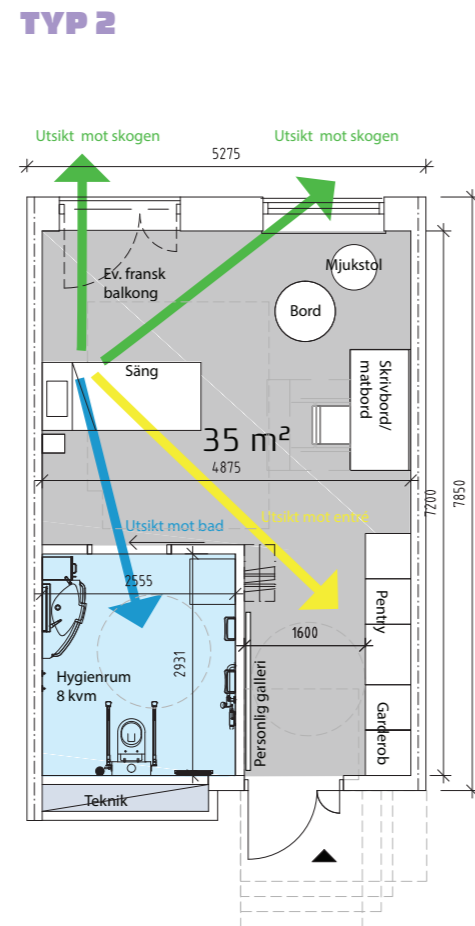 TYP 2
Utsikt mot skogen
Utsikt mot skogen
5275
Ev. fransk
balkong
Mjukstol
Bord
Säng
Skrivbord/
matbord
35 m²
4875
7200
7850
Utsikt mot bad
Utsikt mot entré
2555
1600
2931
Hygienrum
8 kvm
Personlig galleri
Pentry
Garderob
Teknik